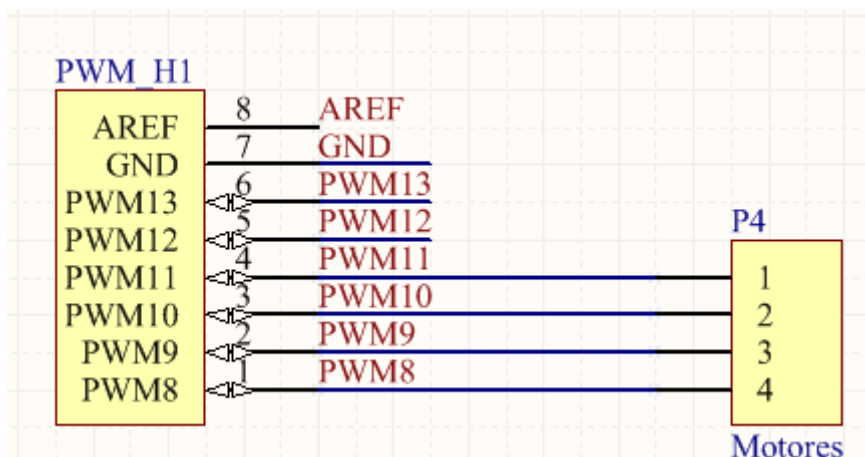 PWM_H1
AREF 8 AREF
GND 7 GND
PWM13 6 PWM13
PWM12 5 PWM12
PWM11 4 PWM11
PWM10 3 PWM10
PWM9 2 PWM9
PWM8 1 PWM8
P4
1
2
3
4
Motores